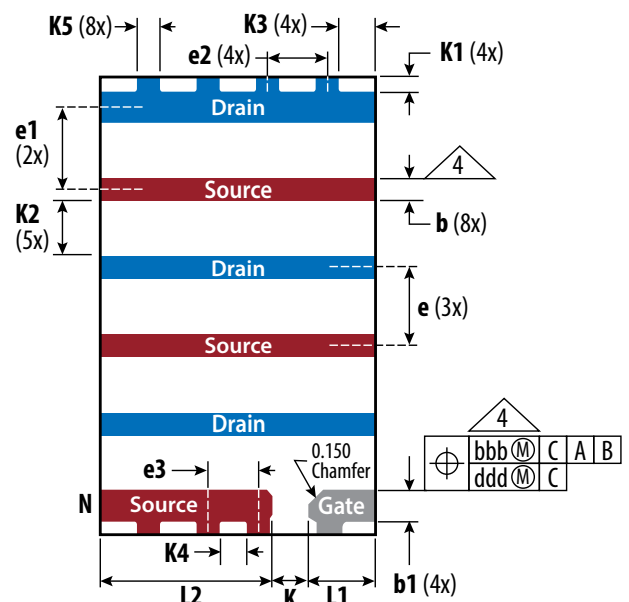 K5 (8x)
K3 (4x)
e2 (4x)
K1 (4x)
Drain
e1
(2x)
4
Source
K2
(5x)
b (8x)
Drain
e (3x)
Source
4
Drain
bbb Ⓜ C A B
ddd Ⓜ C
0.150
Chamfer
e3
N
Source
Gate
K4
b1 (4x)
L2
K
L1